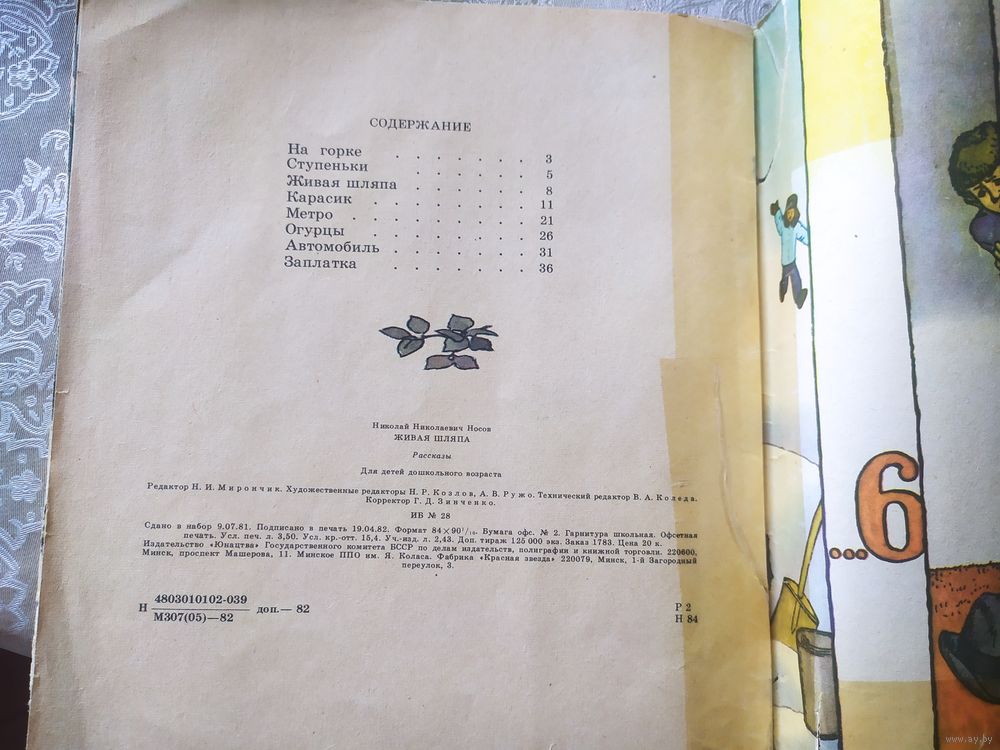 СОДЕРЖАНИЕ
На горке . . . . . . . 3
Ступеньки . . . . . . 5
Живая шляпа . . . . . . 8
Карасик . . . . . . . . 11
Метро . . . . . . . . 21
Огурцы . . . . . . . . 26
Автомобиль . . . . . . . 31
Заплатка . . . . . . . 36
Николай Николаевич Носов
ЖИВАЯ ШЛЯПА
Рассказы
Для детей дошкольного возраста
Редактор Н. И. Мирончик. Художественные редакторы Н. Р. Козлов, А. В. Ружо. Технический редактор В. А. Коледа.
Корректор Г. Д. Зинченко.
ИБ № 28
Сдано в набор 9.07.81. Подписано в печать 19.04.82. Формат 84×90 1/16. Бумага офс. № 2. Гарнитура школьная. Офсетная
печать. Усл. печ. л. 3,50. Усл. кр.-отт. 15,4. Уч.-изд. л. 2,43. Доп. тираж 125 000 экз. Заказ 1783. Цена 20 к.
Издательство «Юнацтва» Государственного комитета БССР по делам издательств, полиграфии и книжной торговли. 220600,
Минск, проспект Машерова, 11. Минское ППО им. Я. Коласа. Фабрика «Красная звезда» 220079, Минск, 1-й Загородный
переулок, 3.
4803010102-039
Н доп.— 82
М307(05)—82
Р 2
Н 84
...6
www.ay.by